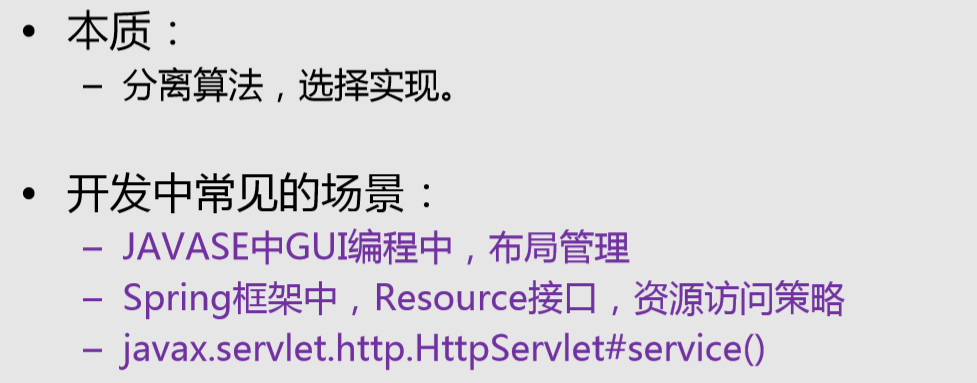 • 本质：
– 分离算法，选择实现。
• 开发中常见的场景：
– JAVASE中GUI编程中，布局管理
– Spring框架中，Resource接口，资源访问策略
– javax.servlet.http.HttpServlet#service()